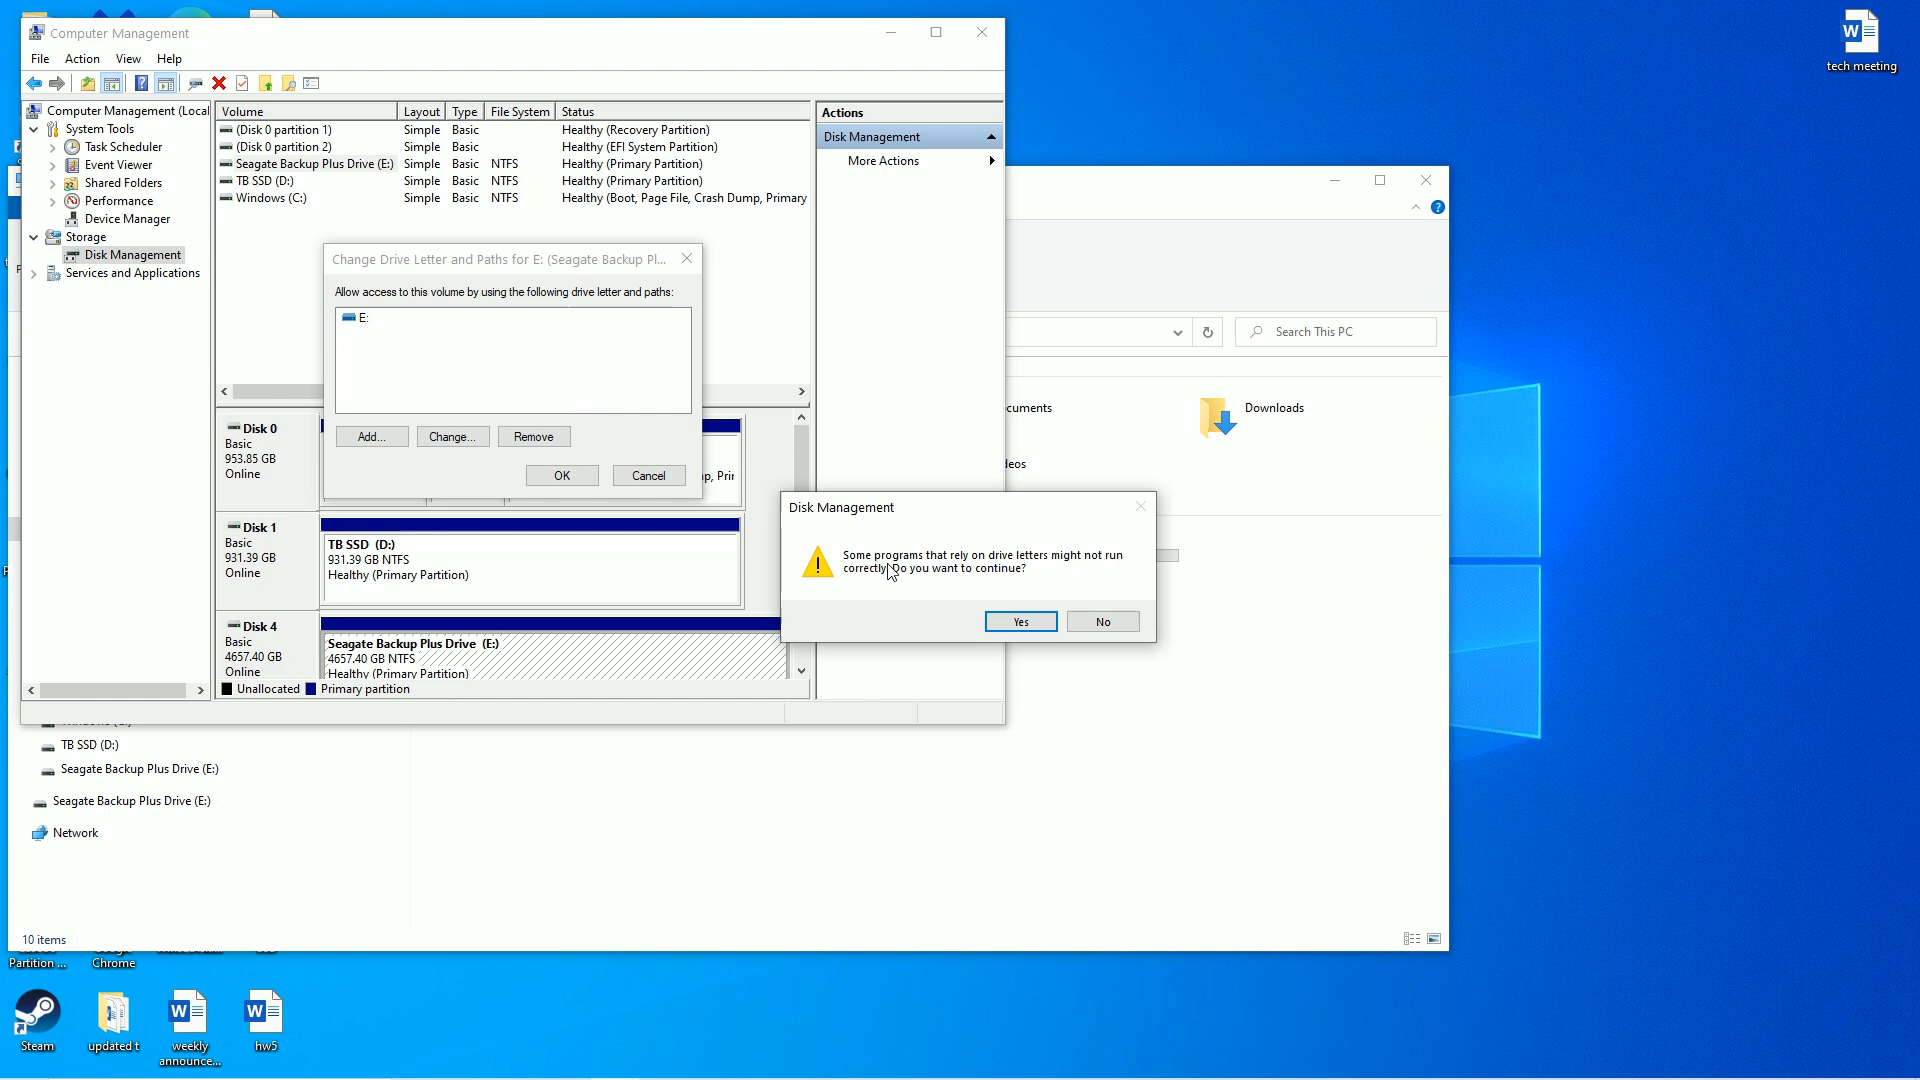 Computer Management
File Action View Help
Computer Management (Local
System Tools
Task Scheduler
Event Viewer
Shared Folders
Performance
Device Manager
Storage
Disk Management
Services and Applications
Volume Layout Type File System Status
(Disk 0 partition 1) Simple Basic Healthy (Recovery Partition)
(Disk 0 partition 2) Simple Basic Healthy (EFI System Partition)
Seagate Backup Plus Drive (E:) Simple Basic NTFS Healthy (Primary Partition)
TB SSD (D:) Simple Basic NTFS Healthy (Primary Partition)
Windows (C:) Simple Basic NTFS Healthy (Boot, Page File, Crash Dump, Primary
Actions
Disk Management
More Actions
Change Drive Letter and Paths for E: (Seagate Backup Pl...
Allow access to this volume by using the following drive letter and paths:
E:
Add... Change... Remove
OK Cancel
Disk 0
Basic
953.85 GB
Online
Disk 1
Basic
931.39 GB
Online
TB SSD (D:)
931.39 GB NTFS
Healthy (Primary Partition)
Disk 4
Basic
4657.40 GB
Online
Seagate Backup Plus Drive (E:)
4657.40 GB NTFS
Healthy (Primary Partition)
Unallocated Primary partition
Disk Management
Some programs that rely on drive letters might not run
correctly. Do you want to continue?
Yes No
Search This PC
Downloads
TB SSD (D:)
Seagate Backup Plus Drive (E:)
Seagate Backup Plus Drive (E:)
Network
10 items
Partition ...
Chrome
Steam
updated t
weekly
announce...
hw5
tech meeting